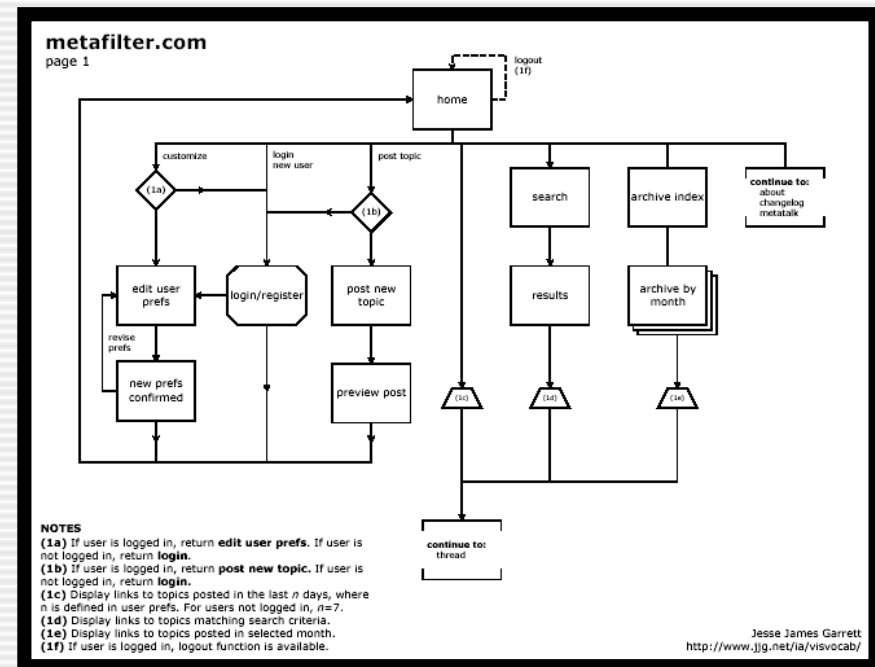 metafilter.com
page 1
logout
(1f)
home
customize
login
new user
post topic
(1a)
(1b)
search
archive index
continue to:
about
changelog
metatalk
edit user
prefs
login/register
post new
topic
results
archive by
month
revise
prefs
new prefs
confirmed
preview post
(1c)
(1d)
(1e)
continue to:
thread
NOTES
(1a) If user is logged in, return edit user prefs. If user is
not logged in, return login.
(1b) If user is logged in, return post new topic. If user is
not logged in, return login.
(1c) Display links to topics posted in the last n days, where
n is defined in user prefs. For users not logged in, n=7.
(1d) Display links to topics matching search criteria.
(1e) Display links to topics posted in selected month.
(1f) If user is logged in, logout function is available.
Jesse James Garrett
http://www.jjg.net/ia/visvocab/